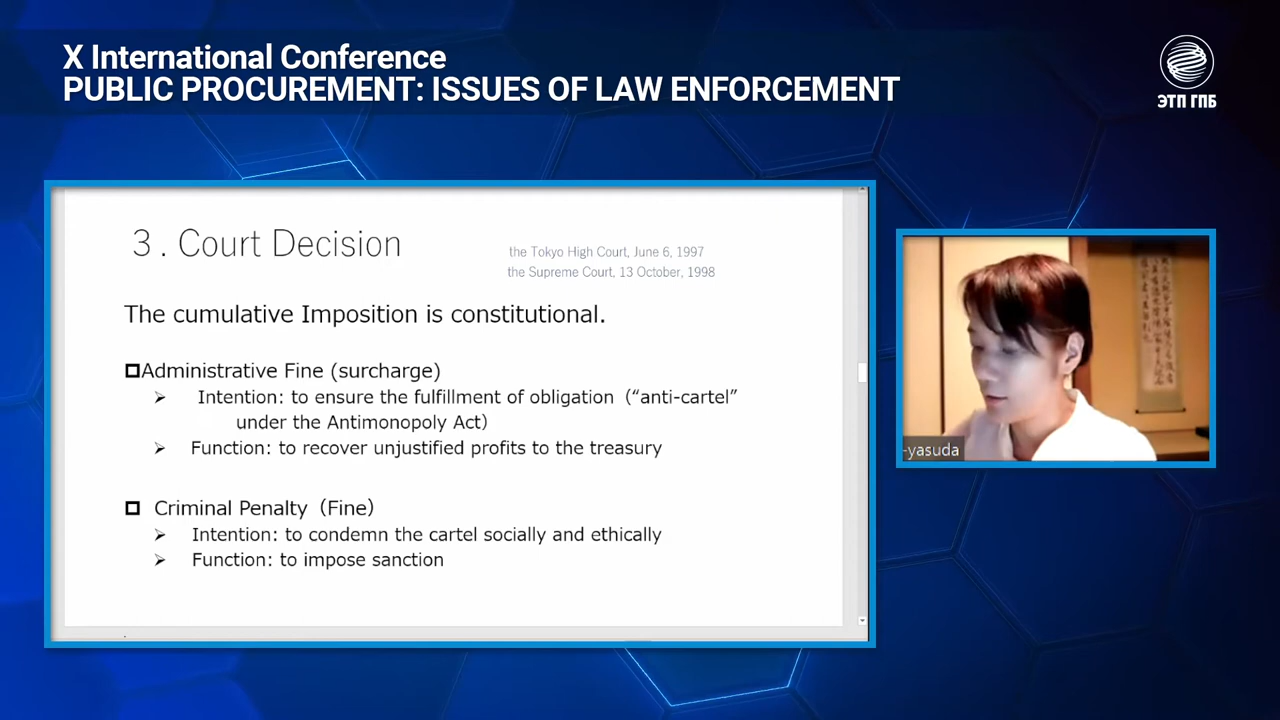 X International Conference
PUBLIC PROCUREMENT: ISSUES OF LAW ENFORCEMENT
ЭТП ГПБ
3 . Court Decision
the Tokyo High Court, June 6, 1997
the Supreme Court, 13 October, 1998
The cumulative Imposition is constitutional.
Administrative Fine (surcharge)
Intention: to ensure the fulfillment of obligation（“anti-cartel”
under the Antimonopoly Act）
Function: to recover unjustified profits to the treasury
Criminal Penalty（Fine）
Intention: to condemn the cartel socially and ethically
Function: to impose sanction
-yasuda